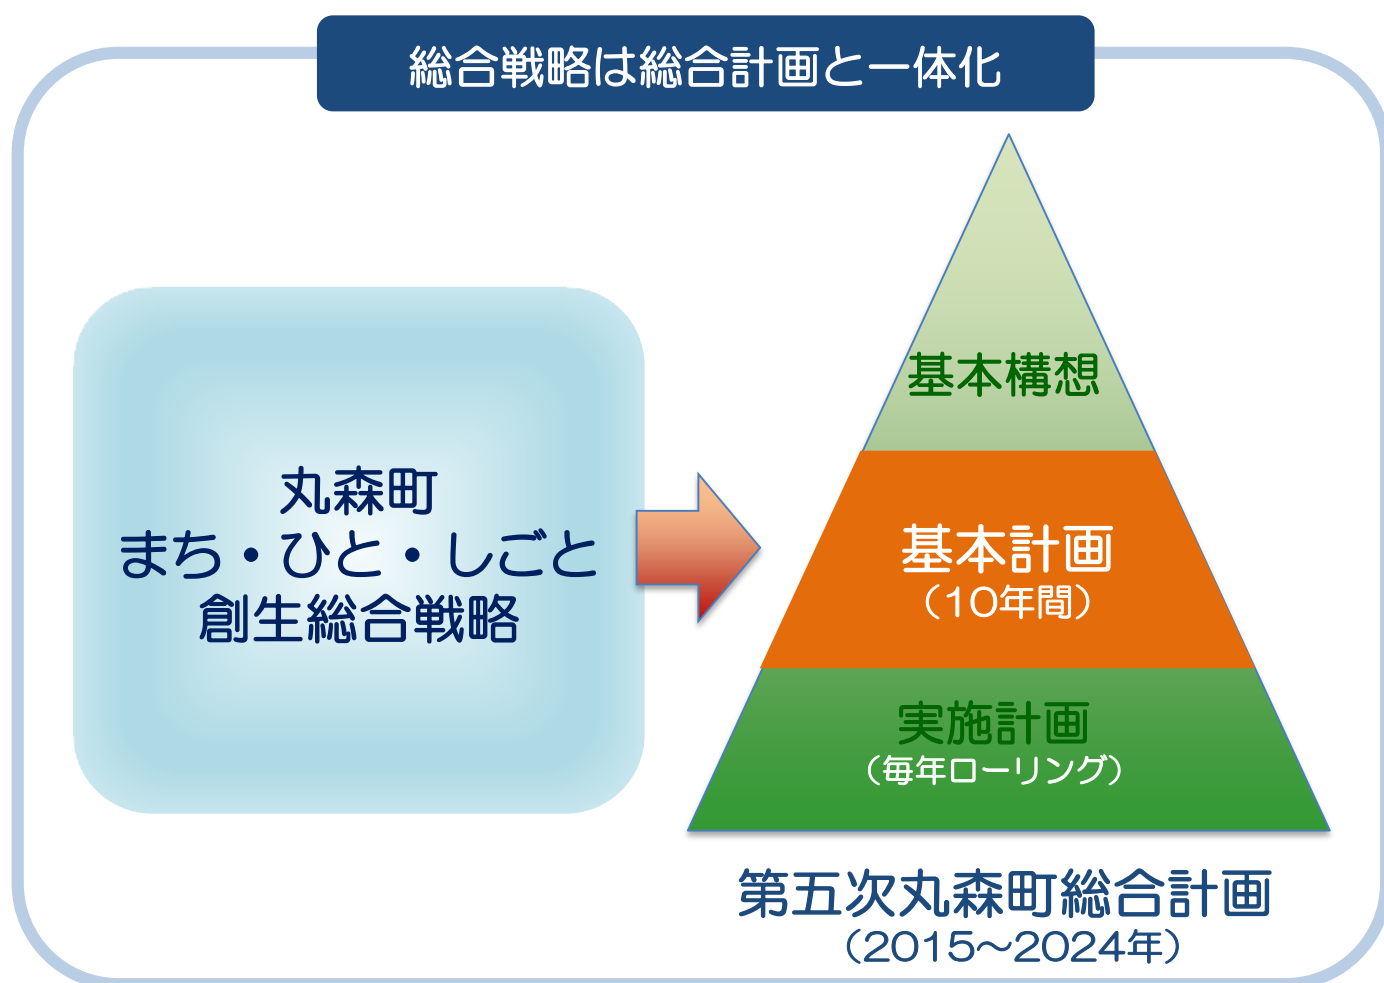 総合戦略は総合計画と一体化
丸森町
まち・ひと・しごと
創生総合戦略
基本構想
基本計画
（10年間）
実施計画
（毎年ローリング）
第五次丸森町総合計画
（2015～2024年）